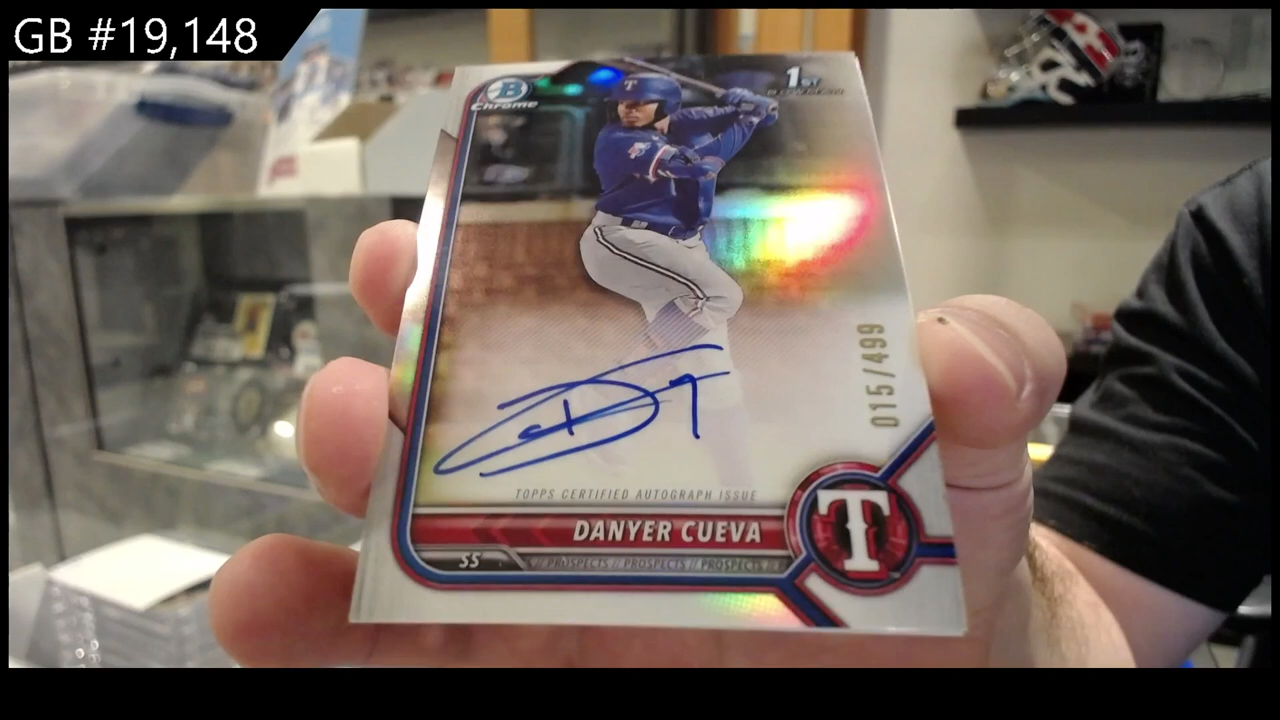 GB #19,148
B
Chrome
1ST
BOWMAN
T
015/499
TOPPS CERTIFIED AUTOGRAPH ISSUE
DANYER CUEVA
T
SS
// PROSPECTS // PROSPECTS // PROSPECTS